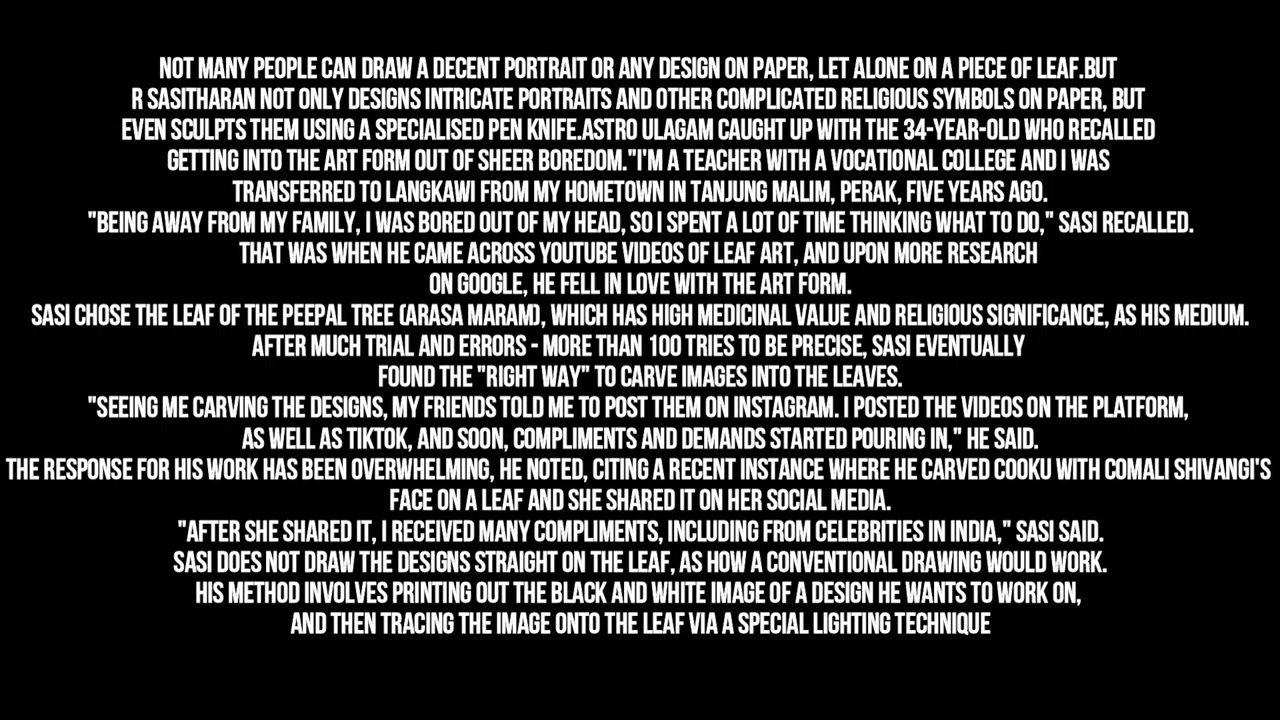 NOT MANY PEOPLE CAN DRAW A DECENT PORTRAIT OR ANY DESIGN ON PAPER, LET ALONE ON A PIECE OF LEAF.BUT
R SASITHARAN NOT ONLY DESIGNS INTRICATE PORTRAITS AND OTHER COMPLICATED RELIGIOUS SYMBOLS ON PAPER, BUT
EVEN SCULPTS THEM USING A SPECIALISED PEN KNIFE.ASTRO ULAGAM CAUGHT UP WITH THE 34-YEAR-OLD WHO RECALLED
GETTING INTO THE ART FORM OUT OF SHEER BOREDOM."I'M A TEACHER WITH A VOCATIONAL COLLEGE AND I WAS
TRANSFERRED TO LANGKAWI FROM MY HOMETOWN IN TANJUNG MALIM, PERAK, FIVE YEARS AGO.
"BEING AWAY FROM MY FAMILY, I WAS BORED OUT OF MY HEAD, SO I SPENT A LOT OF TIME THINKING WHAT TO DO," SASI RECALLED.
THAT WAS WHEN HE CAME ACROSS YOUTUBE VIDEOS OF LEAF ART, AND UPON MORE RESEARCH
ON GOOGLE, HE FELL IN LOVE WITH THE ART FORM.
SASI CHOSE THE LEAF OF THE PEEPAL TREE (ARASA MARAM), WHICH HAS HIGH MEDICINAL VALUE AND RELIGIOUS SIGNIFICANCE, AS HIS MEDIUM.
AFTER MUCH TRIAL AND ERRORS - MORE THAN 100 TRIES TO BE PRECISE, SASI EVENTUALLY
FOUND THE "RIGHT WAY" TO CARVE IMAGES INTO THE LEAVES.
"SEEING ME CARVING THE DESIGNS, MY FRIENDS TOLD ME TO POST THEM ON INSTAGRAM. I POSTED THE VIDEOS ON THE PLATFORM,
AS WELL AS TIKTOK, AND SOON, COMPLIMENTS AND DEMANDS STARTED POURING IN," HE SAID.
THE RESPONSE FOR HIS WORK HAS BEEN OVERWHELMING, HE NOTED, CITING A RECENT INSTANCE WHERE HE CARVED COOKU WITH COMALI SHIVANGI'S
FACE ON A LEAF AND SHE SHARED IT ON HER SOCIAL MEDIA.
"AFTER SHE SHARED IT, I RECEIVED MANY COMPLIMENTS, INCLUDING FROM CELEBRITIES IN INDIA," SASI SAID.
SASI DOES NOT DRAW THE DESIGNS STRAIGHT ON THE LEAF, AS HOW A CONVENTIONAL DRAWING WOULD WORK.
HIS METHOD INVOLVES PRINTING OUT THE BLACK AND WHITE IMAGE OF A DESIGN HE WANTS TO WORK ON,
AND THEN TRACING THE IMAGE ONTO THE LEAF VIA A SPECIAL LIGHTING TECHNIQUE